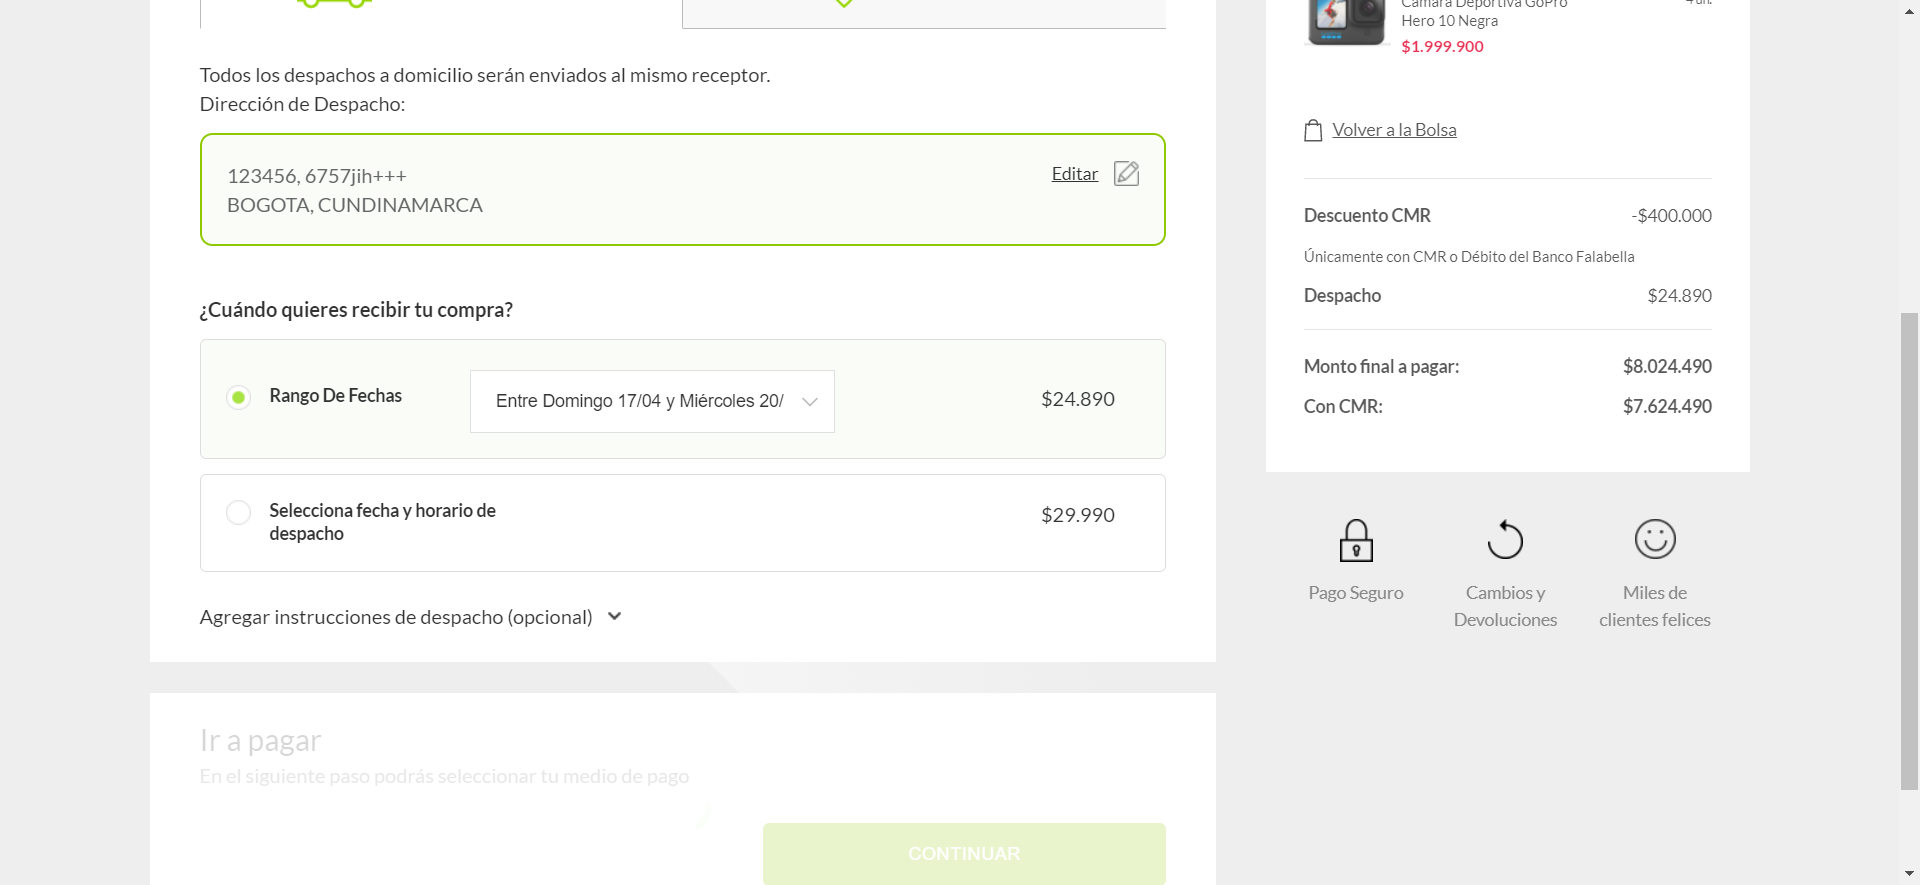 Todos los despachos a domicilio serán enviados al mismo receptor.
Dirección de Despacho:
123456, 6757jih+++
BOGOTA, CUNDINAMARCA
Editar
¿Cuándo quieres recibir tu compra?
Rango De Fechas
Entre Domingo 17/04 y Miércoles 20/
$24.890
Selecciona fecha y horario de
despacho
$29.990
Agregar instrucciones de despacho (opcional)
Ir a pagar
En el siguiente paso podrás seleccionar tu medio de pago
CONTINUAR
Cámara Deportiva GoPro
Hero 10 Negra
4 un.
$1.999.900
Volver a la Bolsa
Descuento CMR -$400.000
Únicamente con CMR o Débito del Banco Falabella
Despacho $24.890
Monto final a pagar: $8.024.490
Con CMR: $7.624.490
Pago Seguro
Cambios y
Devoluciones
Miles de
clientes felices